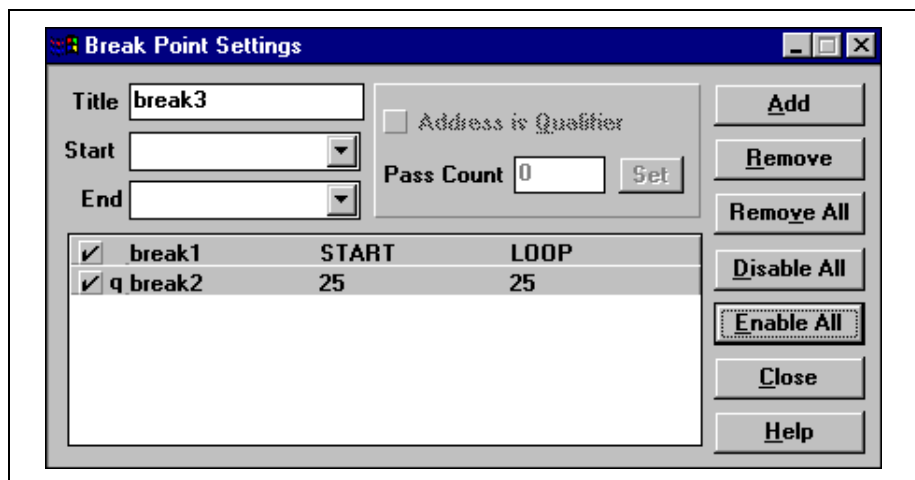 Break Point Settings
Title break3
Start
End
Address is Qualifier
Pass Count 0 Set
break1 START LOOP
q break2 25 25
Add
Remove
Remove All
Disable All
Enable All
Close
Help